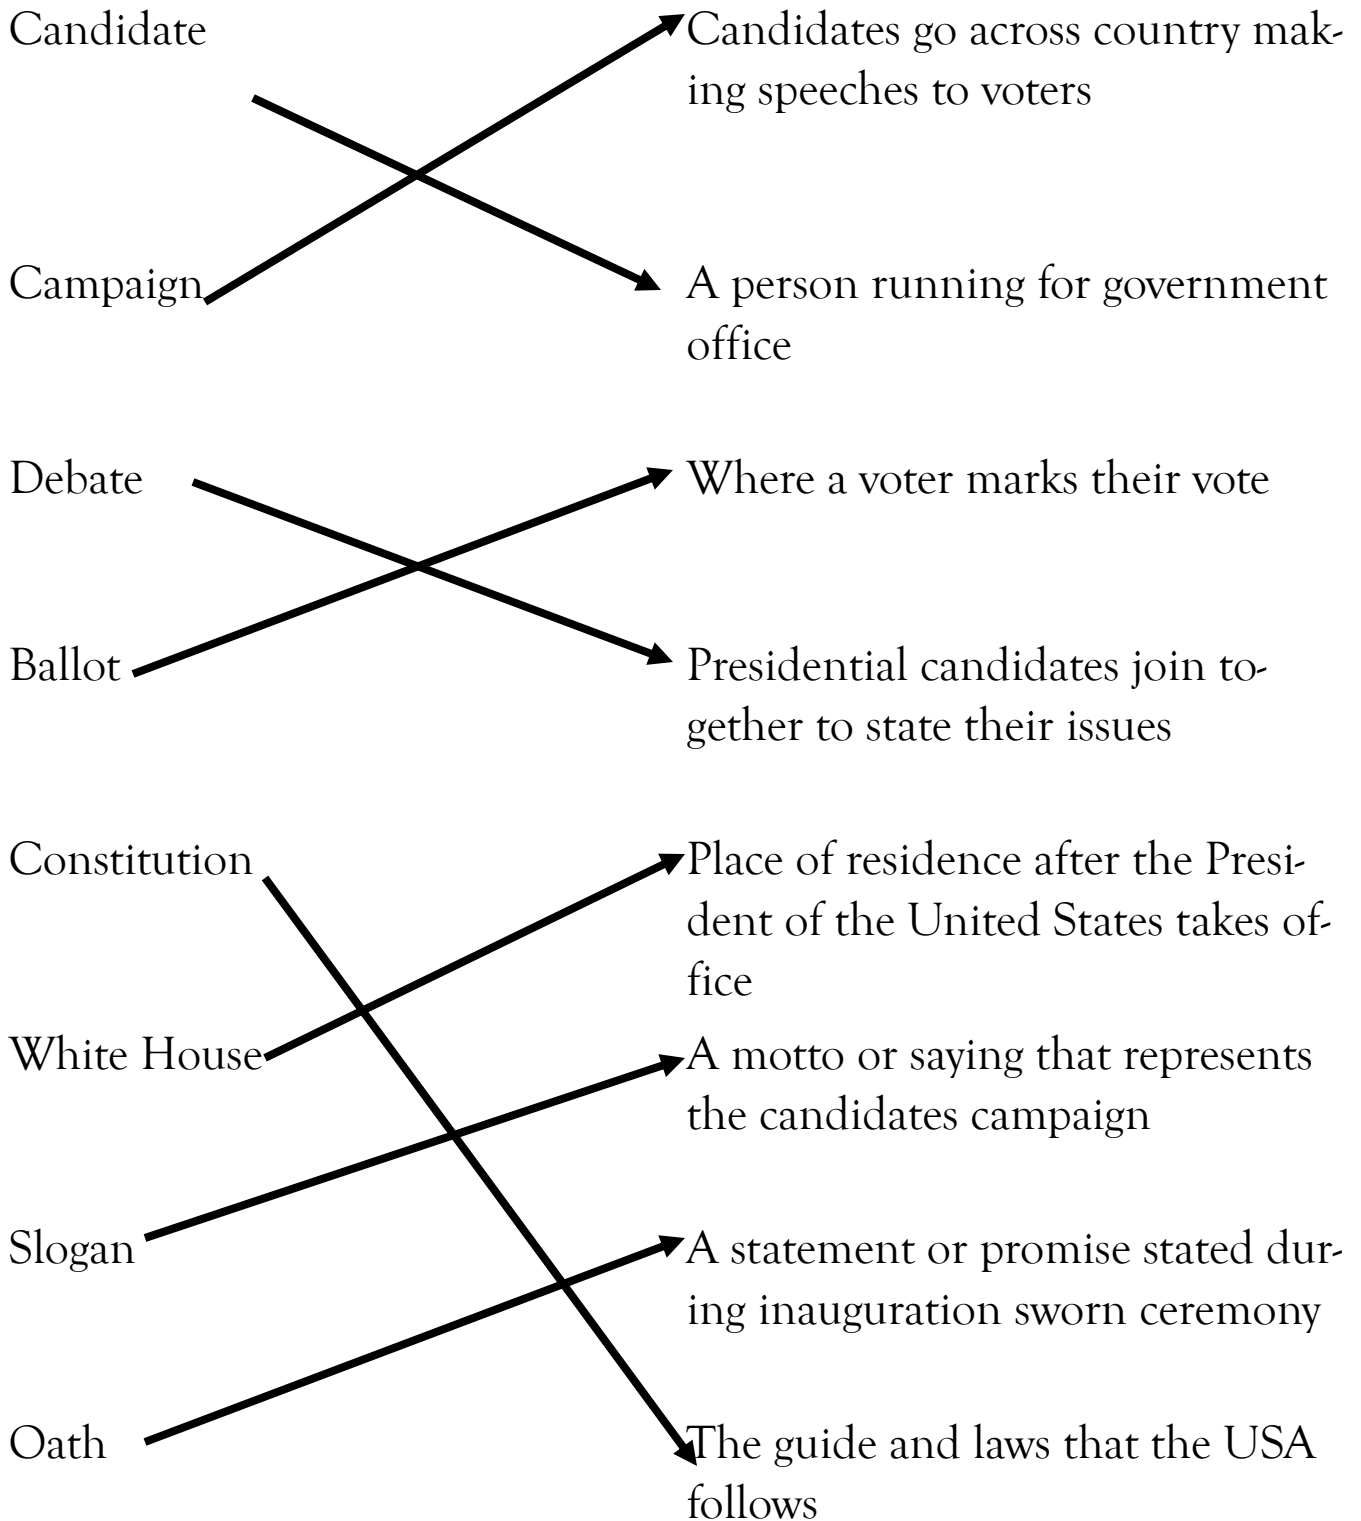 Candidate
Candidates go across country mak-
ing speeches to voters
Campaign
A person running for government
office
Debate
Where a voter marks their vote
Ballot
Presidential candidates join to-
gether to state their issues
Constitution
Place of residence after the Presi-
dent of the United States takes of-
fice
White House
A motto or saying that represents
the candidates campaign
Slogan
A statement or promise stated dur-
ing inauguration sworn ceremony
Oath
The guide and laws that the USA
follows